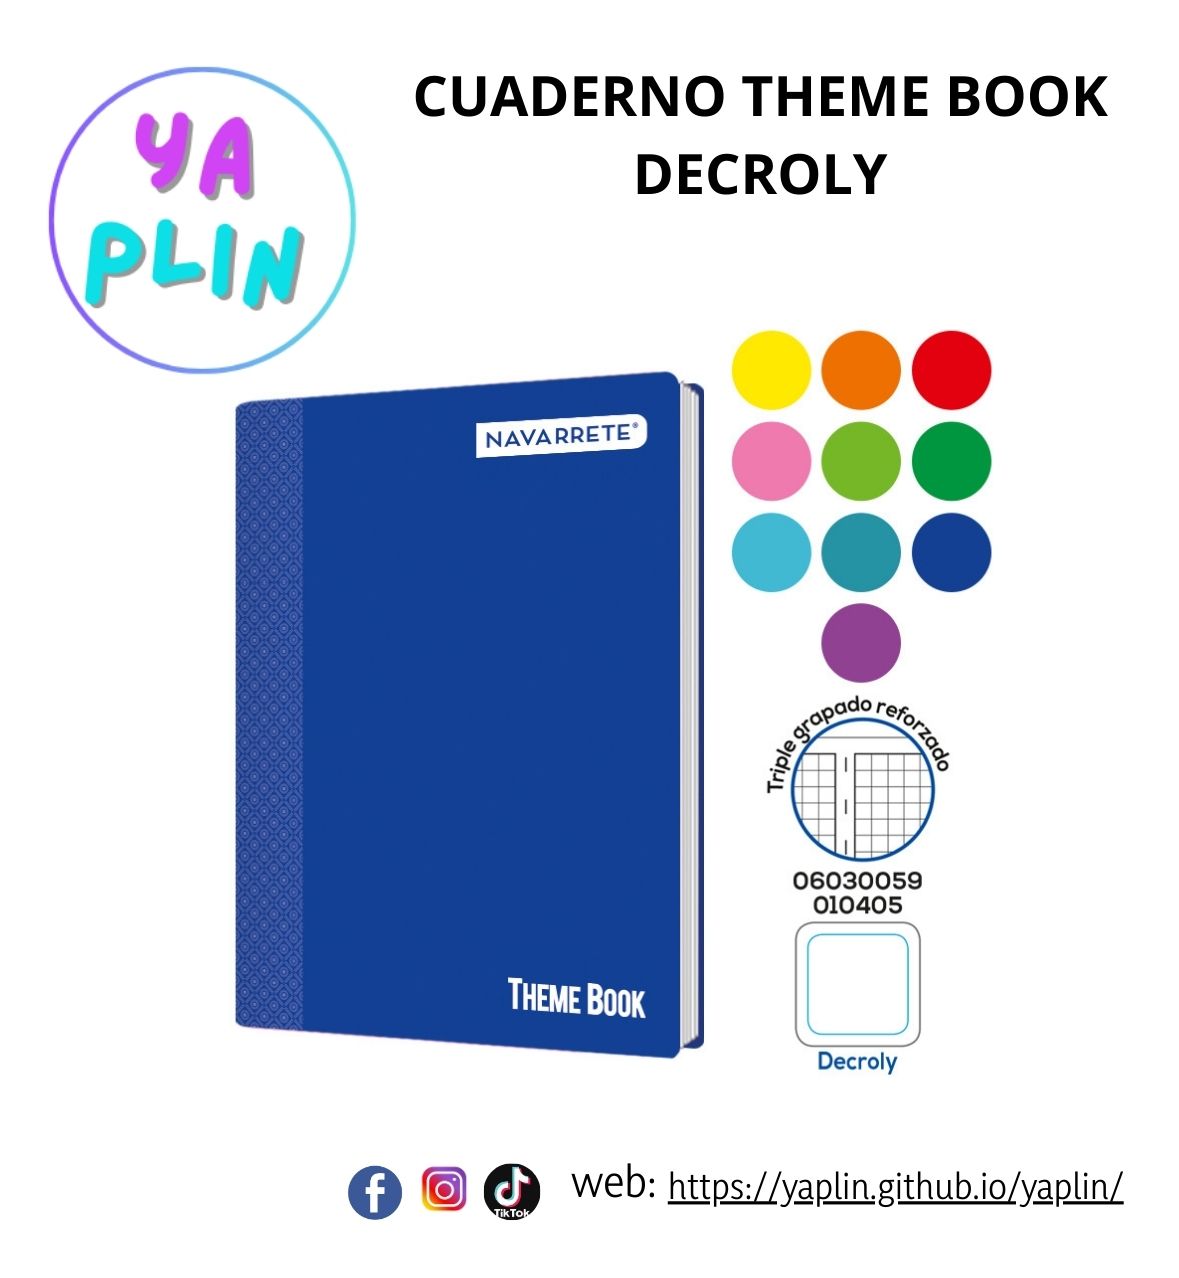 YA
PLIN
CUADERNO THEME BOOK
DECROLY
NAVARRETE®
THEME BOOK
Triple grapado reforzado
06030059
010405
Decroly
TikTok
web: https://yaplin.github.io/yaplin/